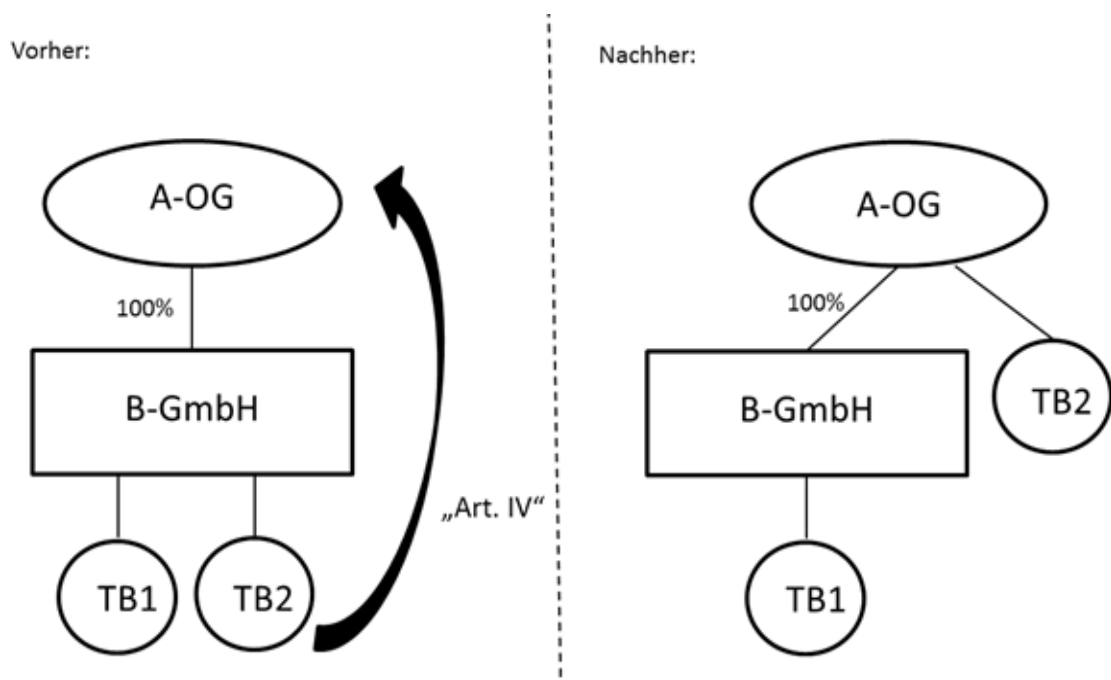 Vorher:
A-OG
100%
B-GmbH
TB1
TB2
„Art. IV“
Nachher:
A-OG
100%
B-GmbH
TB2
TB1